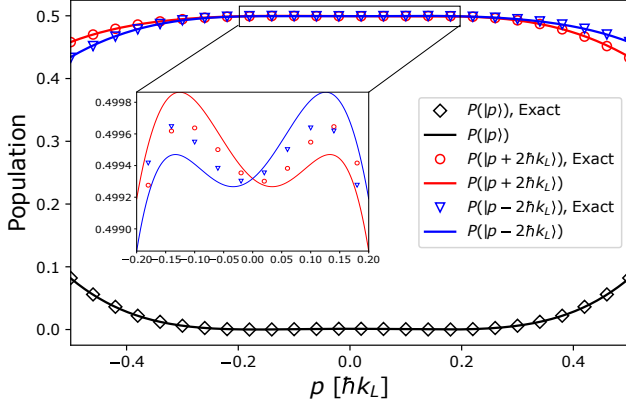 0.5
0.4
0.3
0.2
0.1
0.0
Population
0.4998
0.4996
0.4994
0.4992
0.4990
−0.20 −0.15 −0.10 −0.05 0.00 0.05 0.10 0.15 0.20
P(|p⟩), Exact
P(|p⟩)
P(|p + 2ħk_L⟩), Exact
P(|p + 2ħk_L⟩)
P(|p − 2ħk_L⟩), Exact
P(|p − 2ħk_L⟩)
−0.4 −0.2 0.0 0.2 0.4
p [ħk_L]